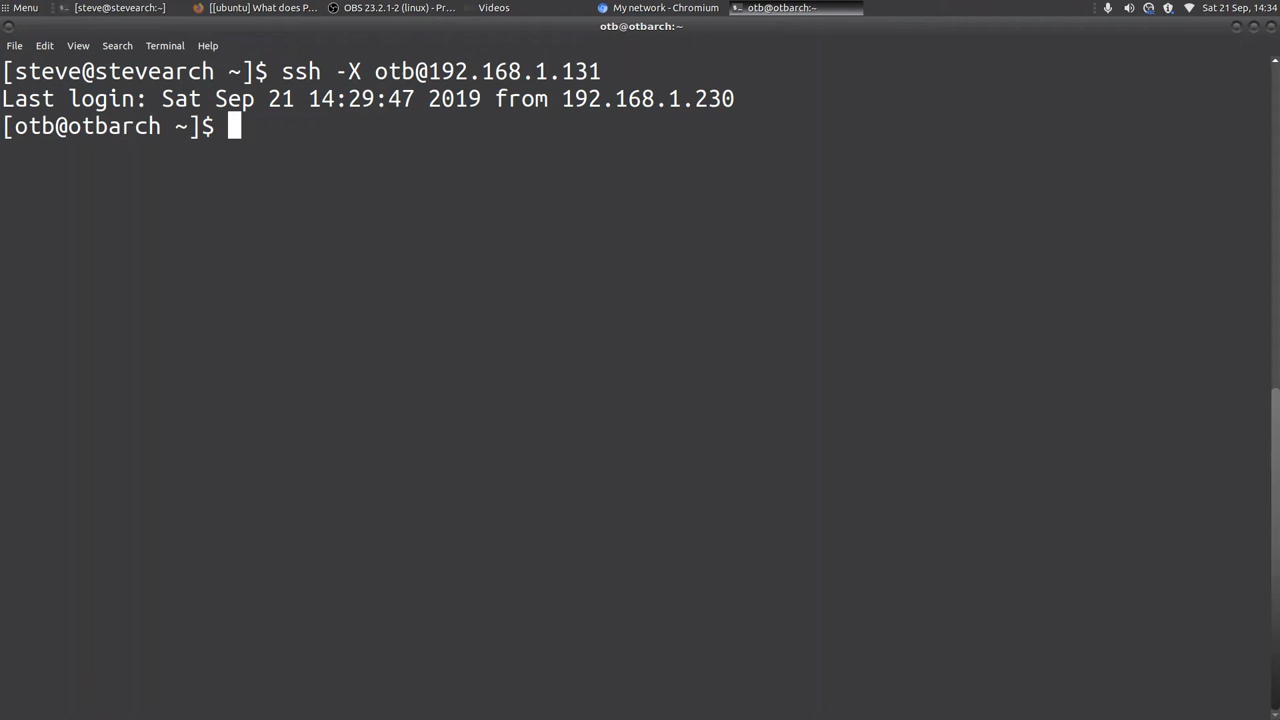 Menu [steve@stevearch:~] [[ubuntu] What does P... OBS 23.2.1-2 (linux) - Pr... Videos My network - Chromium otb@otbarch:~ Sat 21 Sep, 14:34
otb@otbarch:~
File Edit View Search Terminal Help
[steve@stevearch ~]$ ssh -X otb@192.168.1.131
Last login: Sat Sep 21 14:29:47 2019 from 192.168.1.230
[otb@otbarch ~]$